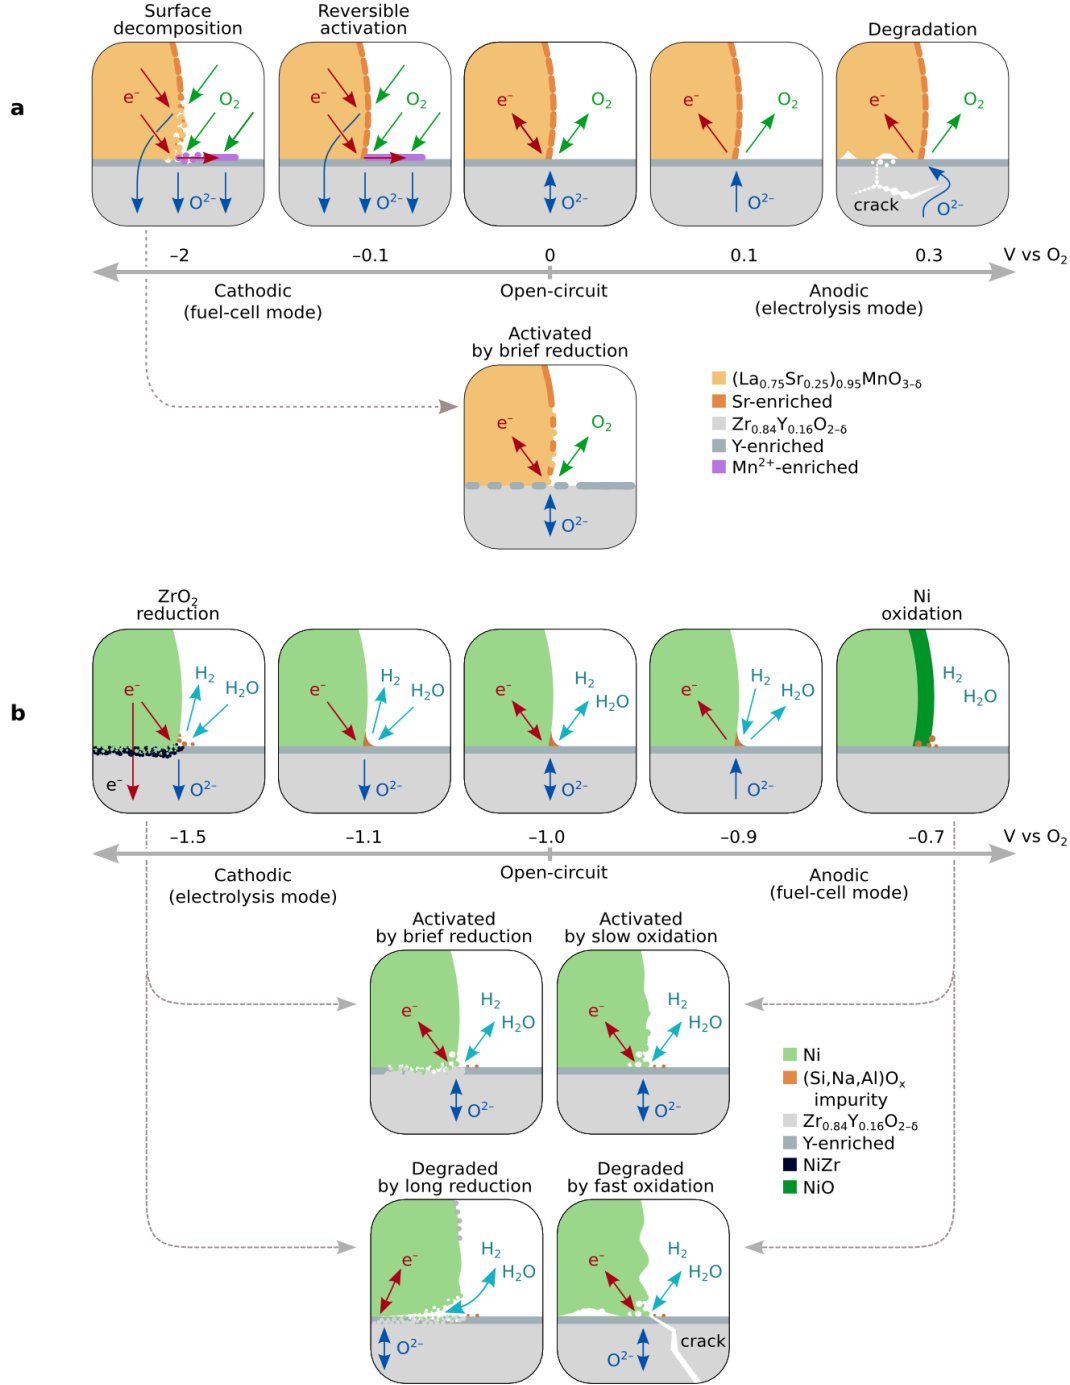 Surface
decomposition
Reversible
activation
Degradation
a
e⁻
O₂
O²⁻
e⁻
O₂
O²⁻
e⁻
O₂
O²⁻
e⁻
O₂
O²⁻
e⁻
O₂
crack
O²⁻
–2
–0.1
0
0.1
0.3
V vs O₂
Cathodic
(fuel-cell mode)
Open-circuit
Anodic
(electrolysis mode)
Activated
by brief reduction
e⁻
O₂
O²⁻
(La₀.₇₅Sr₀.₂₅)₀.₉₅MnO₃₋δ
Sr-enriched
Zr₀.₈₄Y₀.₁₆O₂₋δ
Y-enriched
Mn²⁺-enriched
ZrO₂
reduction
Ni
oxidation
b
e⁻
H₂
H₂O
e⁻
O²⁻
e⁻
H₂
H₂O
O²⁻
e⁻
H₂
H₂O
O²⁻
e⁻
H₂
H₂O
O²⁻
H₂
H₂O
–1.5
–1.1
–1.0
–0.9
–0.7
V vs O₂
Cathodic
(electrolysis mode)
Open-circuit
Anodic
(fuel-cell mode)
Activated
by brief reduction
Activated
by slow oxidation
e⁻
H₂
H₂O
O²⁻
e⁻
H₂
H₂O
O²⁻
Ni
(Si,Na,Al)Oₓ
impurity
Zr₀.₈₄Y₀.₁₆O₂₋δ
Y-enriched
NiZr
NiO
Degraded
by long reduction
Degraded
by fast oxidation
e⁻
H₂
H₂O
O²⁻
e⁻
H₂
H₂O
crack
O²⁻